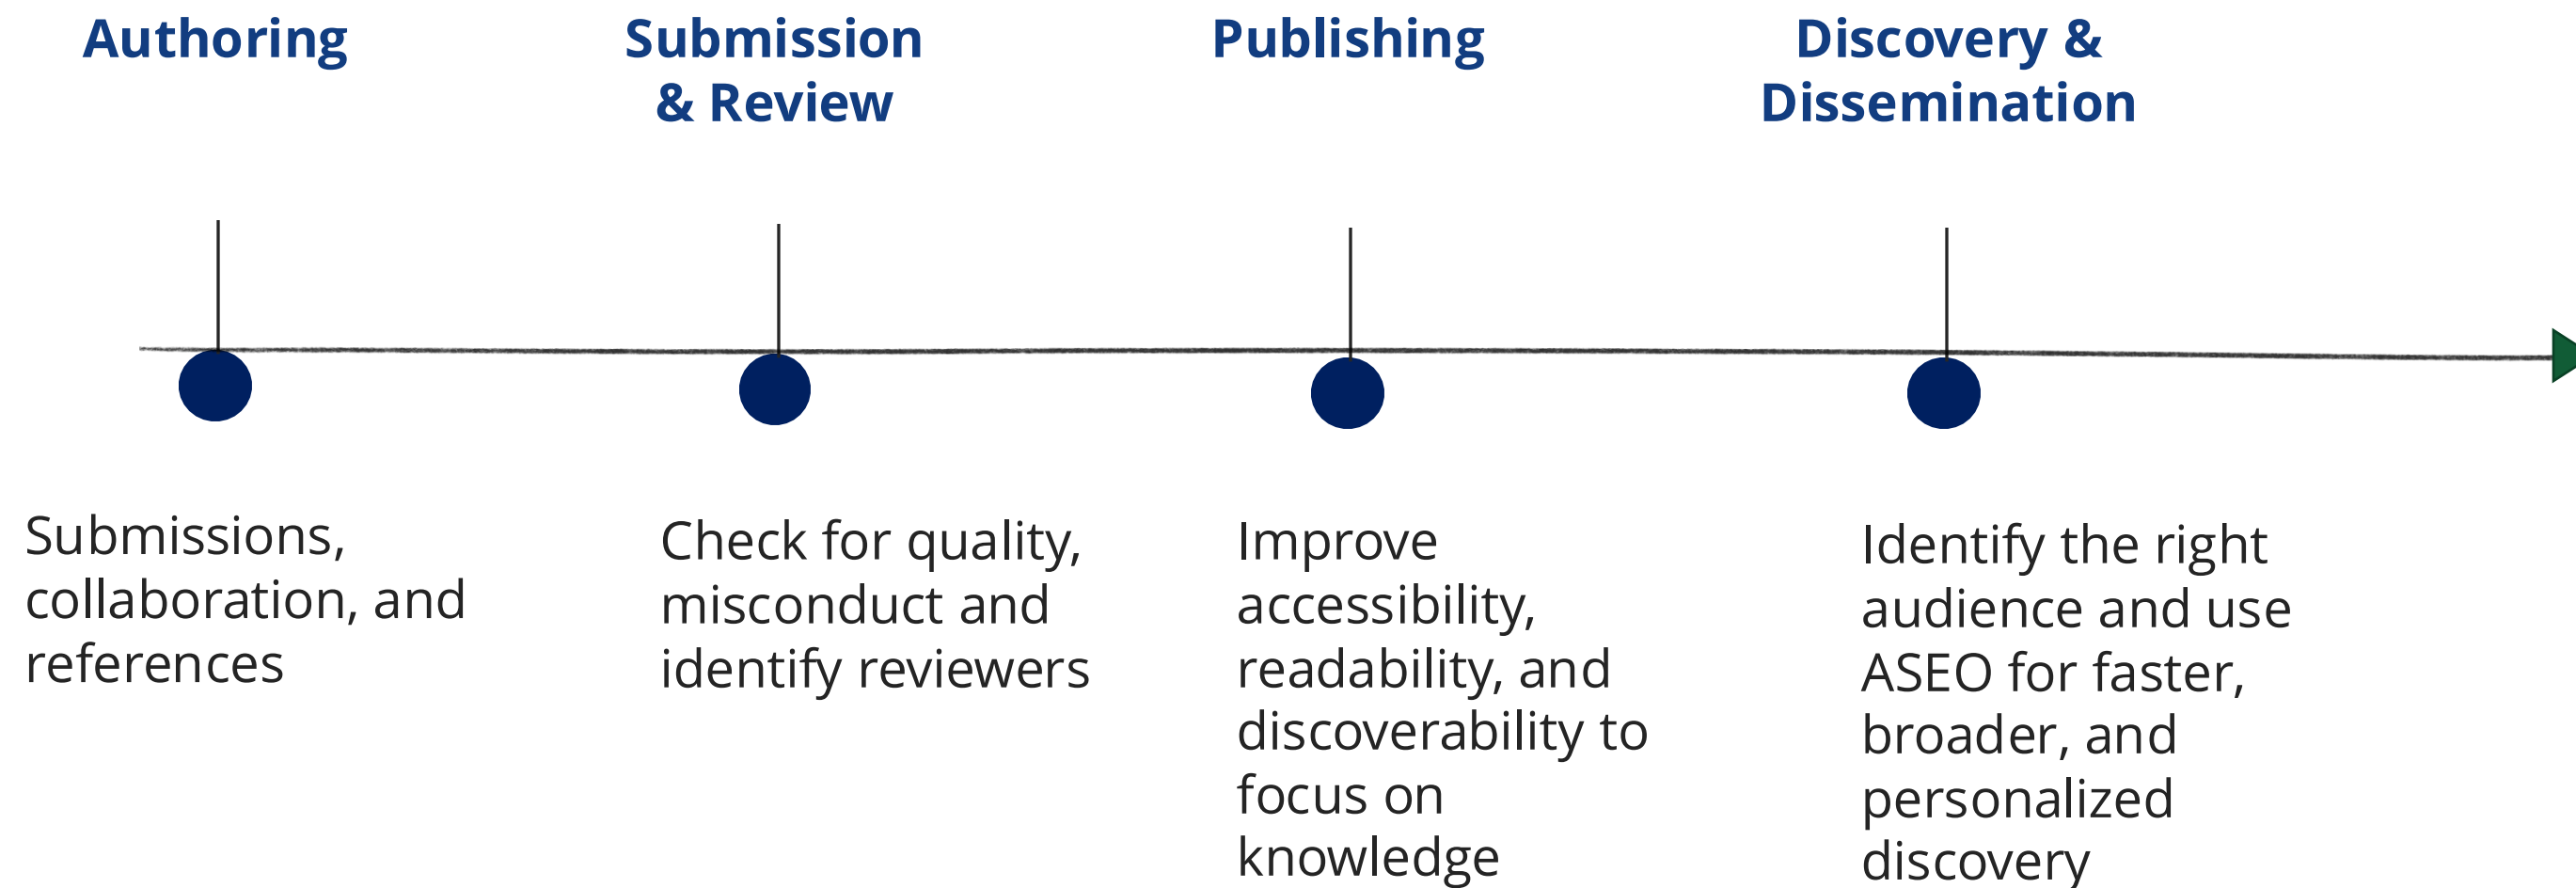 Authoring
Submission
& Review
Publishing
Discovery &
Dissemination
Submissions,
collaboration, and
references
Check for quality,
misconduct and
identify reviewers
Improve
accessibility,
readability, and
discoverability to
focus on
knowledge
Identify the right
audience and use
ASEO for faster,
broader, and
personalized
discovery